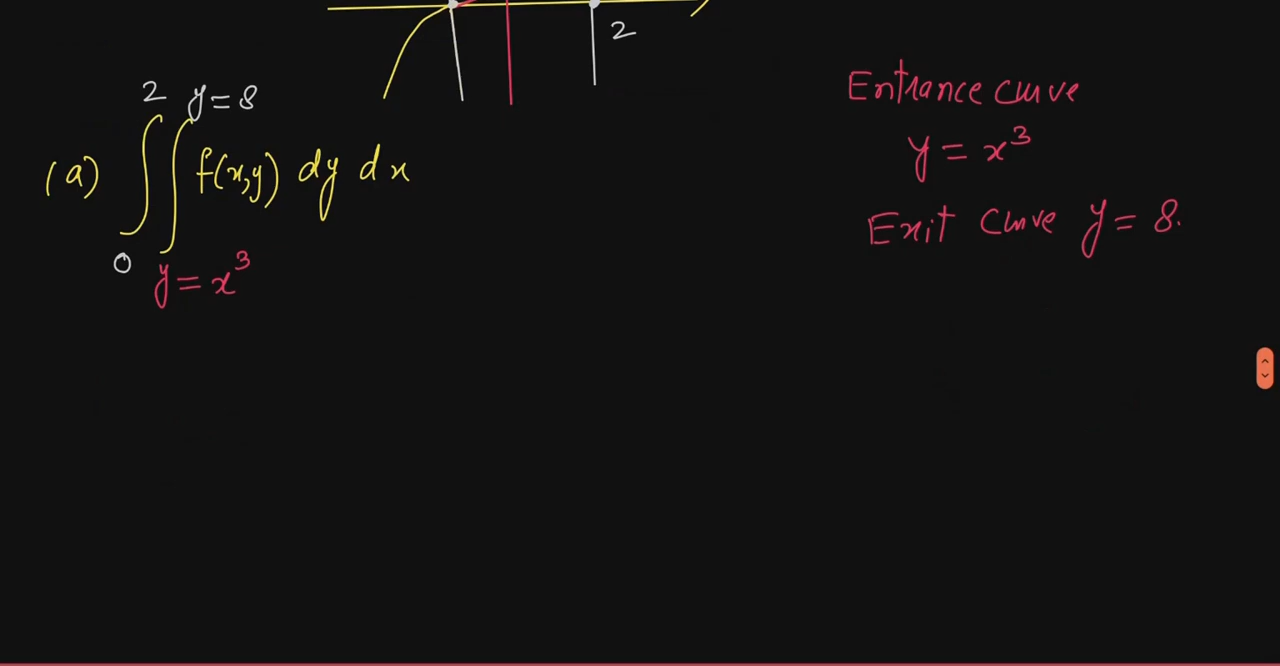 2
2 y = 8
(a) ∫ ∫ f(x,y) dy dx
0 y = x³
Entrance curve
y = x³
Exit curve y = 8.